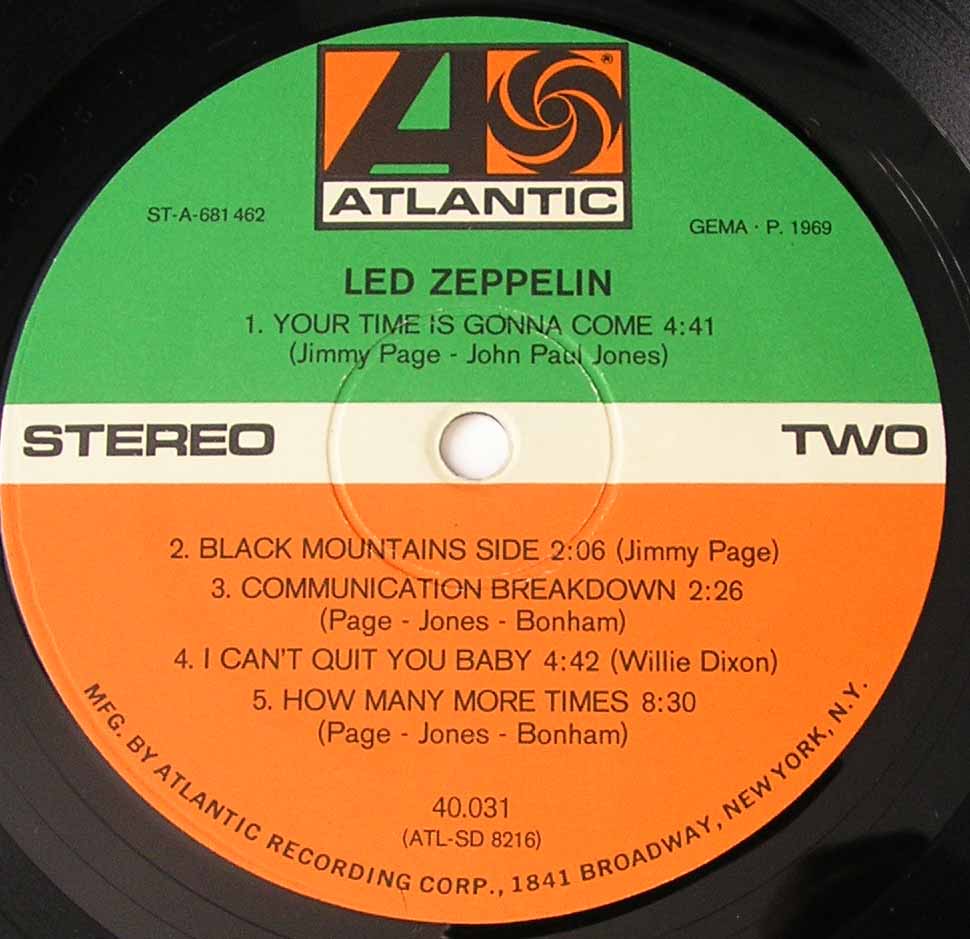 ®
ATLANTIC
ST-A-681 462
GEMA · P. 1969
LED ZEPPELIN
1. YOUR TIME IS GONNA COME 4:41
(Jimmy Page - John Paul Jones)
STEREO
TWO
2. BLACK MOUNTAINS SIDE 2:06 (Jimmy Page)
3. COMMUNICATION BREAKDOWN 2:26
(Page - Jones - Bonham)
4. I CAN'T QUIT YOU BABY 4:42 (Willie Dixon)
5. HOW MANY MORE TIMES 8:30
(Page - Jones - Bonham)
40.031
(ATL-SD 8216)
MFG. BY ATLANTIC RECORDING CORP., 1841 BROADWAY, NEW YORK, N.Y.